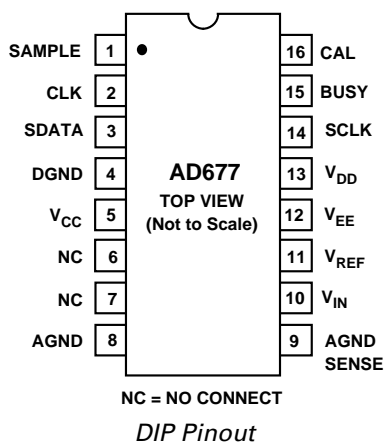 SAMPLE 1 16 CAL
CLK 2 15 BUSY
SDATA 3 14 SCLK
DGND 4 AD677 13 VDD
TOP VIEW
VCC 5 (Not to Scale) 12 VEE
NC 6 11 VREF
NC 7 10 VIN
AGND 8 9 AGND
SENSE
NC = NO CONNECT
DIP Pinout